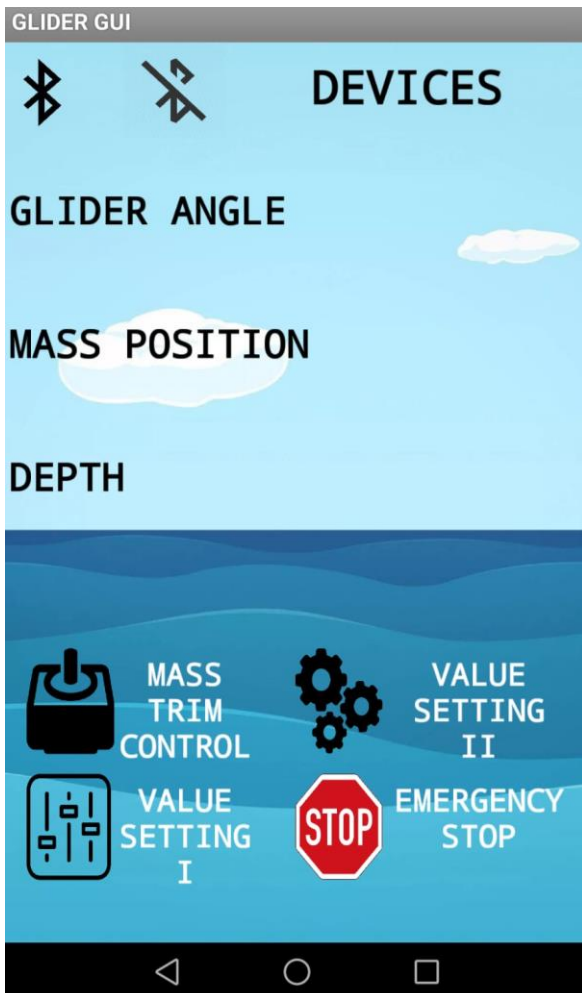 GLIDER GUI
DEVICES
GLIDER ANGLE
MASS POSITION
DEPTH
MASS
TRIM
CONTROL
VALUE
SETTING
II
VALUE
SETTING
I
STOP
EMERGENCY
STOP